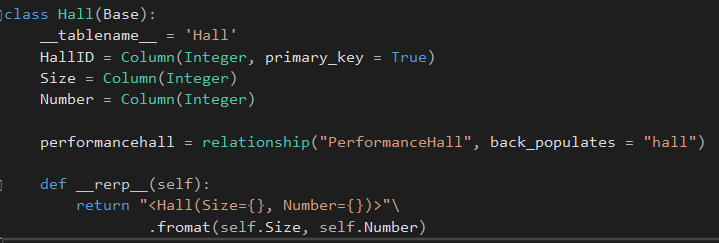 class Hall(Base):
    __tablename__ = 'Hall'
    HallID = Column(Integer, primary_key = True)
    Size = Column(Integer)
    Number = Column(Integer)

    performancehall = relationship("PerformanceHall", back_populates = "hall")

    def __rerp__(self):
        return "<Hall(Size={}, Number={})>"\
                .fromat(self.Size, self.Number)